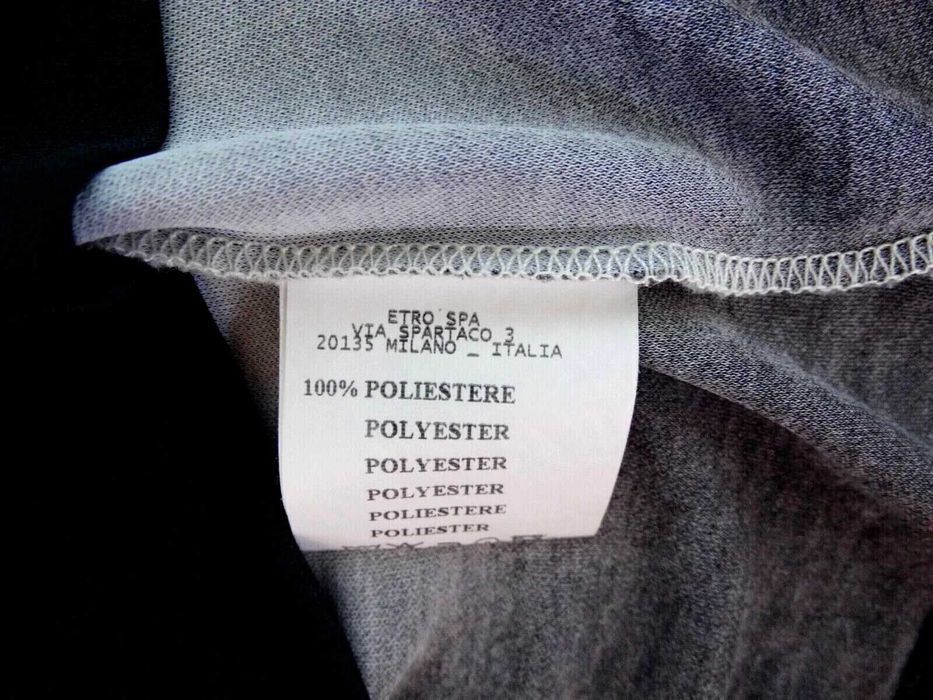 ETRO SPA
VIA SPARTACO 3
20135 MILANO _ ITALIA
100% POLIESTERE
POLYESTER
POLYESTER
POLYESTER
POLIESTERE
POLIESTER